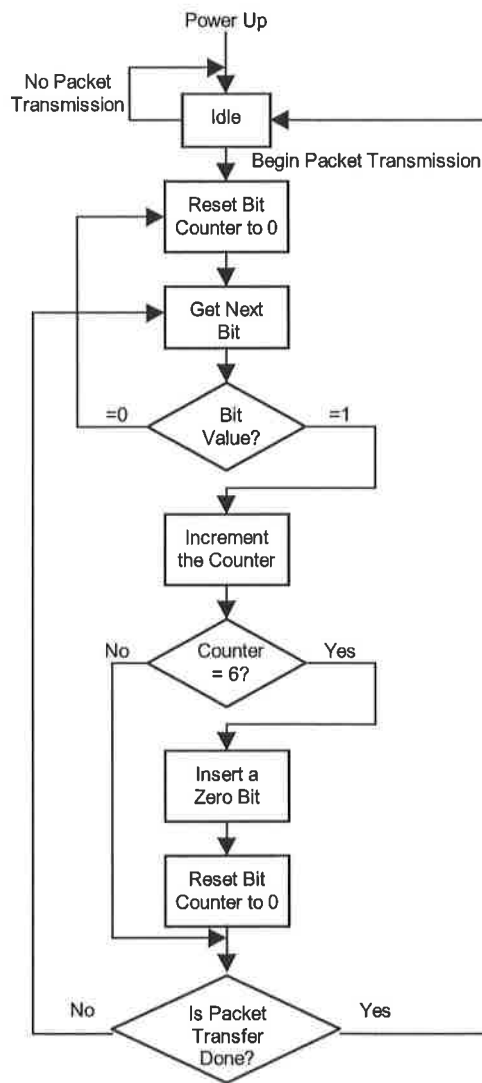 Power Up
No Packet
Transmission
Idle
Begin Packet Transmission
Reset Bit
Counter to 0
Get Next
Bit
=0
Bit
Value?
=1
Increment
the Counter
No
Counter
= 6?
Yes
Insert a
Zero Bit
Reset Bit
Counter to 0
No
Is Packet
Transfer
Done?
Yes